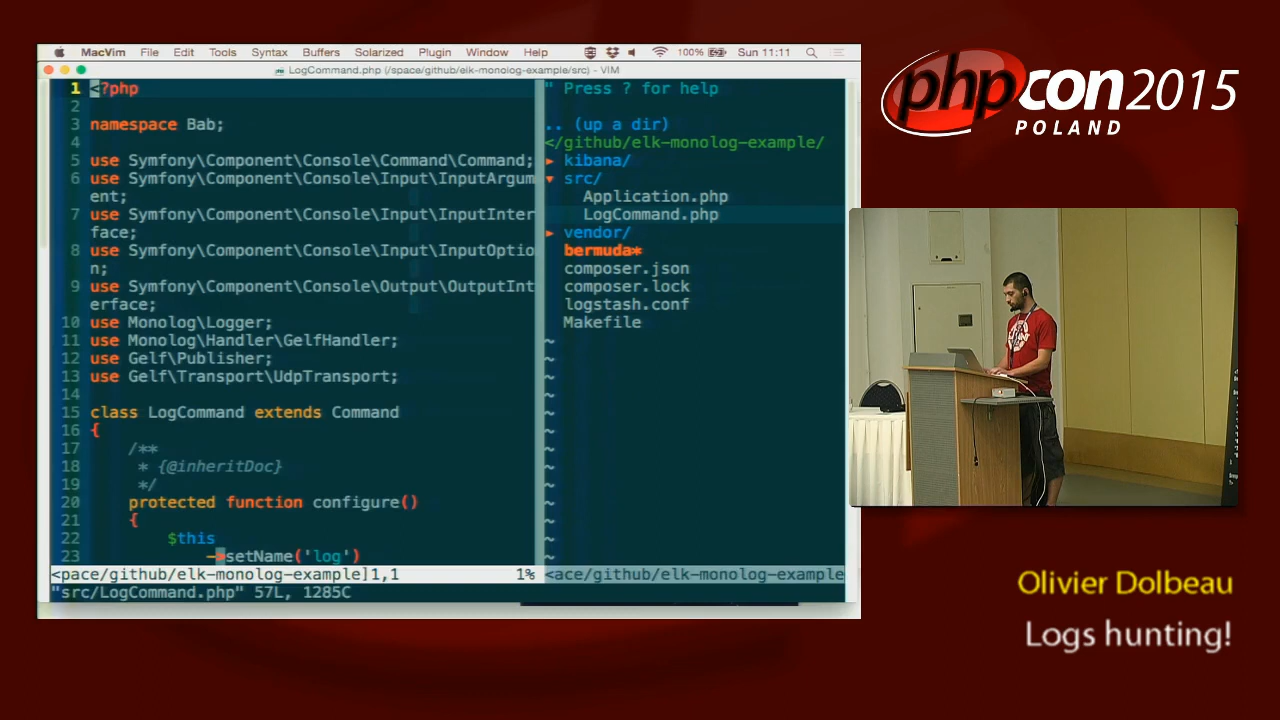 MacVim File Edit Tools Syntax Buffers Solarized Plugin Window Help 100% Sun 11:11
LogCommand.php (/space/github/elk-monolog-example/src) - VIM
1 <?php
2
3 namespace Bab;
4
5 use Symfony\Component\Console\Command\Command;
6 use Symfony\Component\Console\Input\InputArgum
ent;
7 use Symfony\Component\Console\Input\InputInter
face;
8 use Symfony\Component\Console\Input\InputOptio
n;
9 use Symfony\Component\Console\Output\OutputInt
erface;
10 use Monolog\Logger;
11 use Monolog\Handler\GelfHandler;
12 use Gelf\Publisher;
13 use Gelf\Transport\UdpTransport;
14
15 class LogCommand extends Command
16 {
17 /**
18 * {@inheritDoc}
19 */
20 protected function configure()
21 {
22 $this
23 ->setName('log')
<pace/github/elk-monolog-example]1,1 1%
"src/LogCommand.php" 57L, 1285C
" Press ? for help
.. (up a dir)
</github/elk-monolog-example/
▸ kibana/
▾ src/
Application.php
LogCommand.php
▸ vendor/
bermuda*
composer.json
composer.lock
logstash.conf
Makefile
~
~
~
~
~
~
~
~
~
~
~
~
<ace/github/elk-monolog-example
phpcon 2015
POLAND
Olivier Dolbeau
Logs hunting!